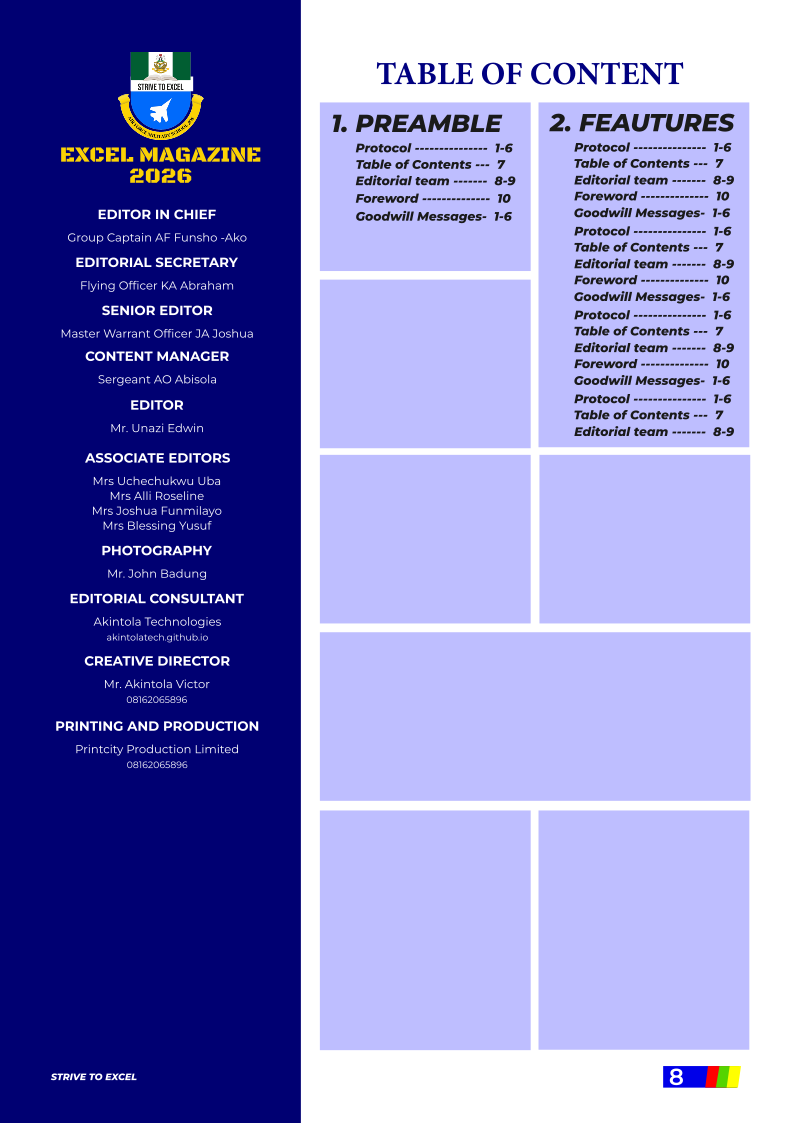 STRIVE TO EXCEL
AIR FORCE MILITARY SCHOOL JOS
EXCEL MAGAZINE
2026
EDITOR IN CHIEF
Group Captain AF Funsho -Ako
EDITORIAL SECRETARY
Flying Officer KA Abraham
SENIOR EDITOR
Master Warrant Officer JA Joshua
CONTENT MANAGER
Sergeant AO Abisola
EDITOR
Mr. Unazi Edwin
ASSOCIATE EDITORS
Mrs Uchechukwu Uba
Mrs Alli Roseline
Mrs Joshua Funmilayo
Mrs Blessing Yusuf
PHOTOGRAPHY
Mr. John Badung
EDITORIAL CONSULTANT
Akintola Technologies
akintolatech.github.io
CREATIVE DIRECTOR
Mr. Akintola Victor
08162065896
PRINTING AND PRODUCTION
Printcity Production Limited
08162065896
STRIVE TO EXCEL
TABLE OF CONTENT
1. PREAMBLE
Protocol --------------- 1-6
Table of Contents --- 7
Editorial team ------- 8-9
Foreword -------------- 10
Goodwill Messages- 1-6
2. FEAUTURES
Protocol --------------- 1-6
Table of Contents --- 7
Editorial team ------- 8-9
Foreword -------------- 10
Goodwill Messages- 1-6
Protocol --------------- 1-6
Table of Contents --- 7
Editorial team ------- 8-9
Foreword -------------- 10
Goodwill Messages- 1-6
Protocol --------------- 1-6
Table of Contents --- 7
Editorial team ------- 8-9
Foreword -------------- 10
Goodwill Messages- 1-6
Protocol --------------- 1-6
Table of Contents --- 7
Editorial team ------- 8-9
8